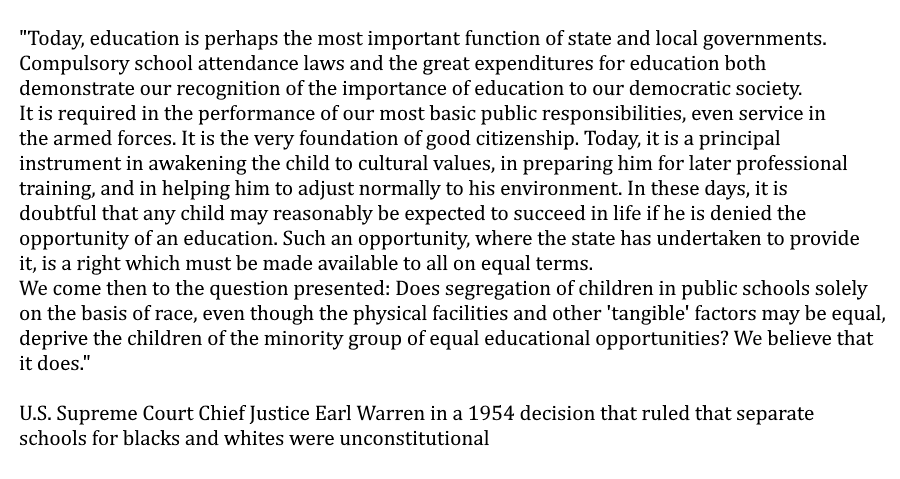 "Today, education is perhaps the most important function of state and local governments.
Compulsory school attendance laws and the great expenditures for education both
demonstrate our recognition of the importance of education to our democratic society.
It is required in the performance of our most basic public responsibilities, even service in
the armed forces. It is the very foundation of good citizenship. Today, it is a principal
instrument in awakening the child to cultural values, in preparing him for later professional
training, and in helping him to adjust normally to his environment. In these days, it is
doubtful that any child may reasonably be expected to succeed in life if he is denied the
opportunity of an education. Such an opportunity, where the state has undertaken to provide
it, is a right which must be made available to all on equal terms.
We come then to the question presented: Does segregation of children in public schools solely
on the basis of race, even though the physical facilities and other 'tangible' factors may be equal,
deprive the children of the minority group of equal educational opportunities? We believe that
it does."
U.S. Supreme Court Chief Justice Earl Warren in a 1954 decision that ruled that separate
schools for blacks and whites were unconstitutional